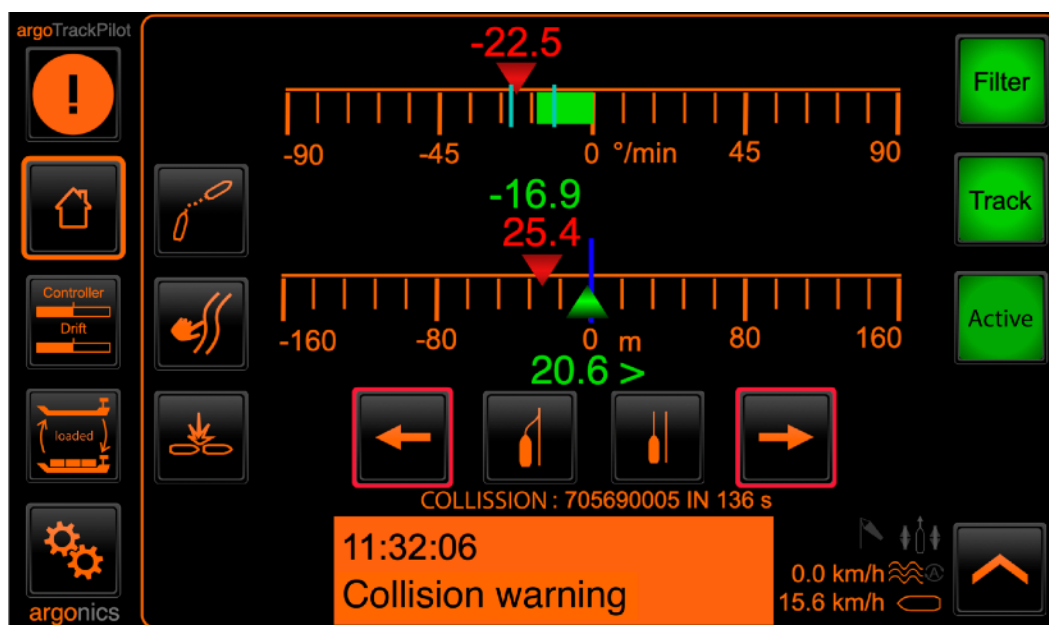 argoTrackPilot
-22.5
Filter
-90 -45 0 °/min 45 90
-16.9
25.4
Track
Controller
Drift
-160 -80 0 m 80 160
Active
20.6 >
loaded
COLLISSION : 705690005 IN 136 s
11:32:06
Collision warning
0.0 km/h A
15.6 km/h
argonics